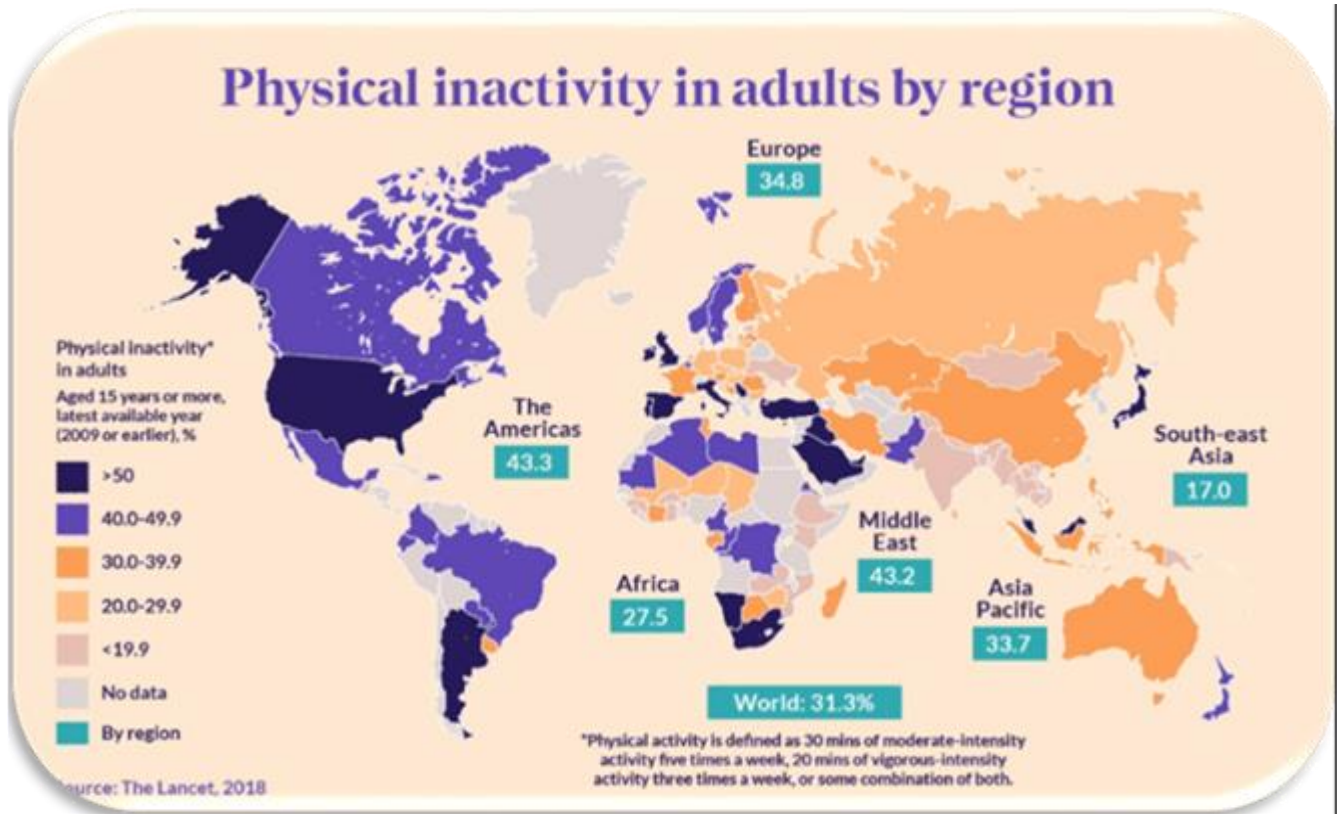 Physical inactivity in adults by region
Europe
34.8
The
Americas
43.3
South-east
Asia
17.0
Middle
East
43.2
Africa
27.5
Asia
Pacific
33.7
World: 31.3%
Physical inactivity*
in adults
Aged 15 years or more,
latest available year
(2009 or earlier), %
>50
40.0-49.9
30.0-39.9
20.0-29.9
<19.9
No data
By region
*Physical activity is defined as 30 mins of moderate-intensity
activity five times a week, 20 mins of vigorous-intensity
activity three times a week, or some combination of both.
ource: The Lancet, 2018